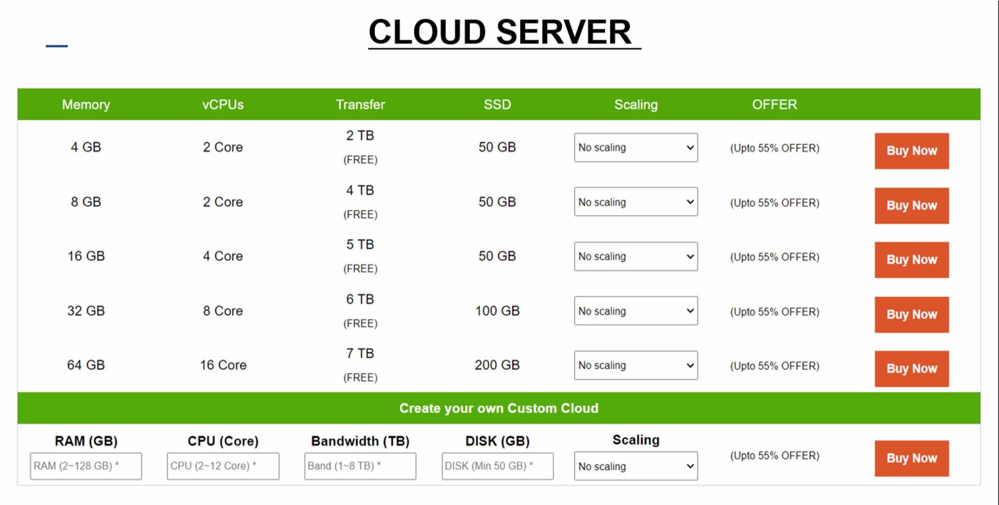 CLOUD SERVER
Memory vCPUs Transfer SSD Scaling OFFER
4 GB 2 Core 2 TB 50 GB No scaling (Upto 55% OFFER) Buy Now
(FREE)
8 GB 2 Core 4 TB 50 GB No scaling (Upto 55% OFFER) Buy Now
(FREE)
16 GB 4 Core 5 TB 50 GB No scaling (Upto 55% OFFER) Buy Now
(FREE)
32 GB 8 Core 6 TB 100 GB No scaling (Upto 55% OFFER) Buy Now
(FREE)
64 GB 16 Core 7 TB 200 GB No scaling (Upto 55% OFFER) Buy Now
(FREE)
Create your own Custom Cloud
RAM (GB) CPU (Core) Bandwidth (TB) DISK (GB) Scaling
RAM (2~128 GB) * CPU (2~12 Core) * Band (1~8 TB) * DISK (Min 50 GB) * No scaling (Upto 55% OFFER) Buy Now